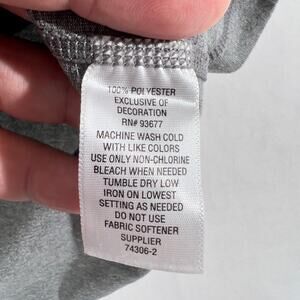 100% POLYESTER
EXCLUSIVE OF
DECORATION
RN# 93677
MACHINE WASH COLD
WITH LIKE COLORS
USE ONLY NON-CHLORINE
BLEACH WHEN NEEDED
TUMBLE DRY LOW
IRON ON LOWEST
SETTING AS NEEDED
DO NOT USE
FABRIC SOFTENER
SUPPLIER
74306-2